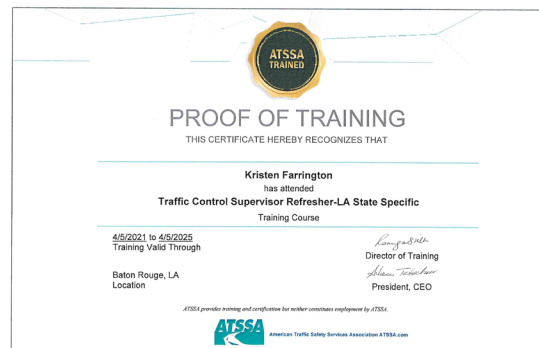 ATSSA
TRAINED
PROOF OF TRAINING
THIS CERTIFICATE HEREBY RECOGNIZES THAT
Kristen Farrington
has attended
Traffic Control Supervisor Refresher-LA State Specific
Training Course
4/5/2021 to 4/5/2025
Training Valid Through
Director of Training
Baton Rouge, LA
Location
President, CEO
ATSSA provides training and certification but neither constitutes employment by ATSSA.
ATSSA
American Traffic Safety Services Association ATSSA.com